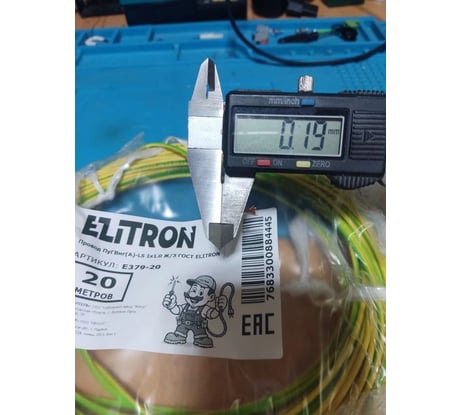 mm/inch
0.19 mm
OFF ON ZERO
ELITRON
Провод ПуГВнг(А)-LS 1х1.0 Ж/З ГОСТ ELITRON
АРТИКУЛ: E379-20
20
МЕТРОВ
7683300884445
EAC